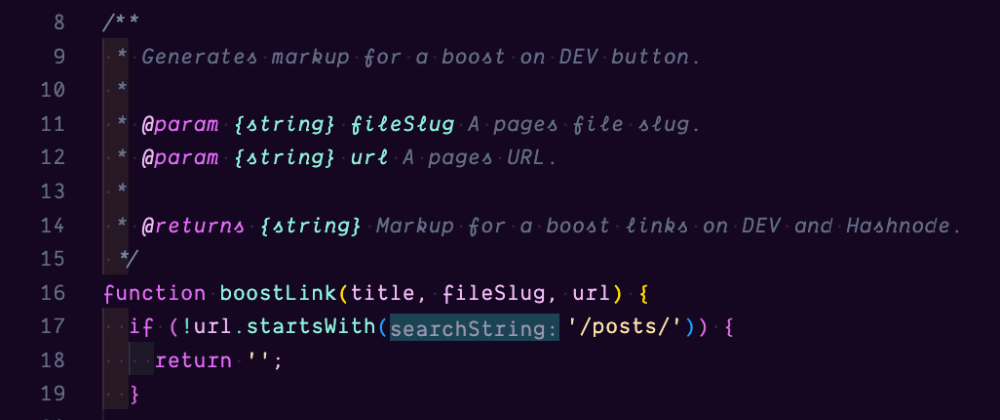 8 /**
9 * Generates markup for a boost on DEV button.
10 *
11 * @param {string} fileSlug A pages file slug.
12 * @param {string} url A pages URL.
13 *
14 * @returns {string} Markup for a boost links on DEV and Hashnode.
15 */
16 function boostLink(title, fileSlug, url) {
17 if (!url.startsWith(searchString: '/posts/')) {
18 return '';
19 }